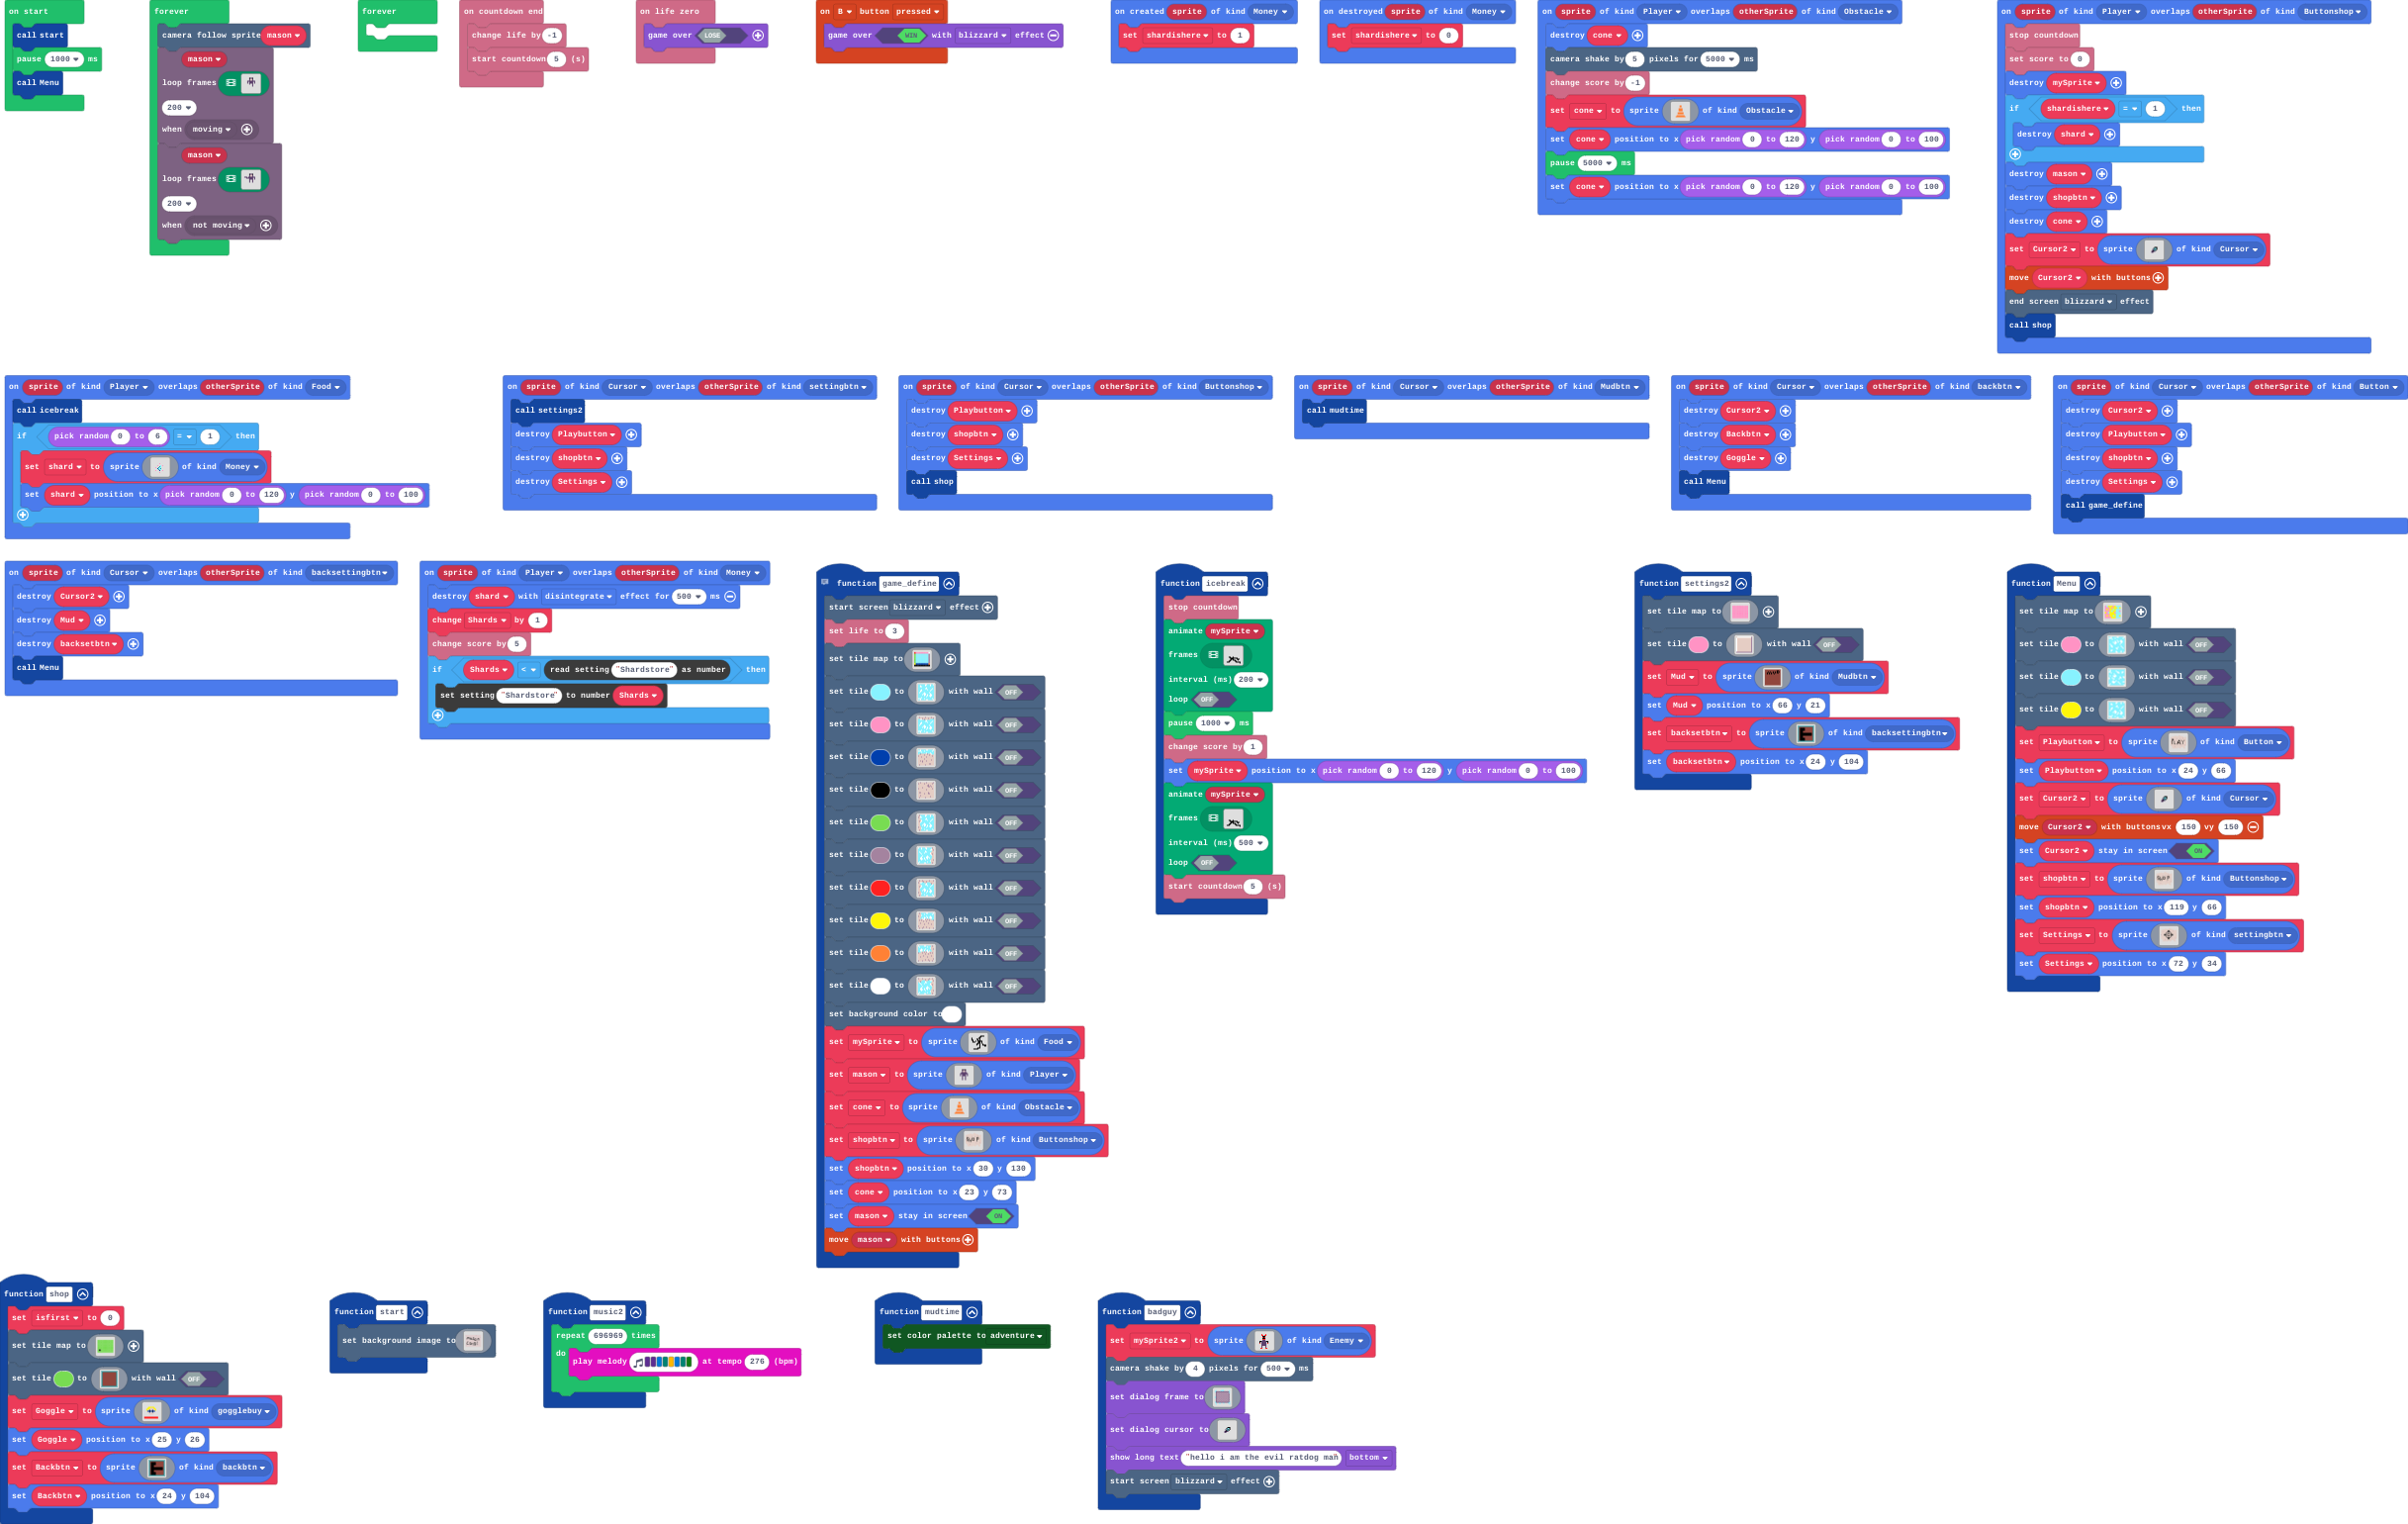 on start
call start
pause 1000 ms
call Menu
forever
camera follow sprite mason
mason
loop frames
200
when moving
mason
loop frames
200
when not moving
forever
on countdown end
change life by -1
start countdown 5 (s)
on life zero
game over LOSE
on B button pressed
game over WIN with blizzard effect
on created sprite of kind Money
set shardishere to 1
on destroyed sprite of kind Money
set shardishere to 0
on sprite of kind Player overlaps otherSprite of kind Obstacle
destroy cone
camera shake by 5 pixels for 5000 ms
change score by -1
set cone to sprite of kind Obstacle
set cone position to x pick random 0 to 120 y pick random 0 to 100
pause 5000 ms
set cone position to x pick random 0 to 120 y pick random 0 to 100
on sprite of kind Player overlaps otherSprite of kind Buttonshop
stop countdown
set score to 0
destroy mySprite
if shardishere = 1 then
destroy shard
destroy mason
destroy shopbtn
destroy cone
set Cursor2 to sprite of kind Cursor
move Cursor2 with buttons
end screen blizzard effect
call shop
on sprite of kind Player overlaps otherSprite of kind Food
call icebreak
if pick random 0 to 6 = 1 then
set shard to sprite of kind Money
set shard position to x pick random 0 to 120 y pick random 0 to 100
on sprite of kind Cursor overlaps otherSprite of kind settingbtn
call settings2
destroy Playbutton
destroy shopbtn
destroy Settings
on sprite of kind Cursor overlaps otherSprite of kind Buttonshop
destroy Playbutton
destroy shopbtn
destroy Settings
call shop
on sprite of kind Cursor overlaps otherSprite of kind Mudbtn
call mudtime
on sprite of kind Cursor overlaps otherSprite of kind backbtn
destroy Cursor2
destroy Backbtn
destroy Goggle
call Menu
on sprite of kind Cursor overlaps otherSprite of kind Button
destroy Cursor2
destroy Playbutton
destroy shopbtn
destroy Settings
call game_define
on sprite of kind Cursor overlaps otherSprite of kind backsettingbtn
destroy Cursor2
destroy Mud
destroy backsetbtn
call Menu
on sprite of kind Player overlaps otherSprite of kind Money
destroy shard with disintegrate effect for 500 ms
change Shards by 1
change score by 5
if Shards < read setting "Shardstore" as number then
set setting "Shardstore" to number Shards
function game_define
start screen blizzard effect
set life to 3
set tile map to
set tile to with wall OFF
set tile to with wall OFF
set tile to with wall OFF
set tile to with wall OFF
set tile to with wall OFF
set tile to with wall OFF
set tile to with wall OFF
set tile to with wall OFF
set tile to with wall OFF
set tile to with wall OFF
set background color to
set mySprite to sprite of kind Food
set mason to sprite of kind Player
set cone to sprite of kind Obstacle
set shopbtn to sprite of kind Buttonshop
set shopbtn position to x 30 y 130
set cone position to x 23 y 73
set mason stay in screen ON
move mason with buttons
function icebreak
stop countdown
animate mySprite
frames
interval (ms) 200
loop OFF
pause 1000 ms
change score by 1
set mySprite position to x pick random 0 to 120 y pick random 0 to 100
animate mySprite
frames
interval (ms) 500
loop OFF
start countdown 5 (s)
function settings2
set tile map to
set tile to with wall OFF
set Mud to sprite of kind Mudbtn
set Mud position to x 66 y 21
set backsetbtn to sprite of kind backsettingbtn
set backsetbtn position to x 24 y 104
function Menu
set tile map to
set tile to with wall OFF
set tile to with wall OFF
set tile to with wall OFF
set Playbutton to sprite of kind Button
set Playbutton position to x 24 y 66
set Cursor2 to sprite of kind Cursor
move Cursor2 with buttons vx 150 vy 150
set Cursor2 stay in screen ON
set shopbtn to sprite of kind Buttonshop
set shopbtn position to x 119 y 66
set Settings to sprite of kind settingbtn
set Settings position to x 72 y 34
function shop
set isfirst to 0
set tile map to
set tile to with wall OFF
set Goggle to sprite of kind gogglebuy
set Goggle position to x 25 y 26
set Backbtn to sprite of kind backbtn
set Backbtn position to x 24 y 104
function start
set background image to
function music2
repeat 696969 times
do
play melody at tempo 276 (bpm)
function mudtime
set color palette to adventure
function badguy
set mySprite2 to sprite of kind Enemy
camera shake by 4 pixels for 500 ms
set dialog frame to
set dialog cursor to
show long text "hello i am the evil ratdog mah bottom
start screen blizzard effect